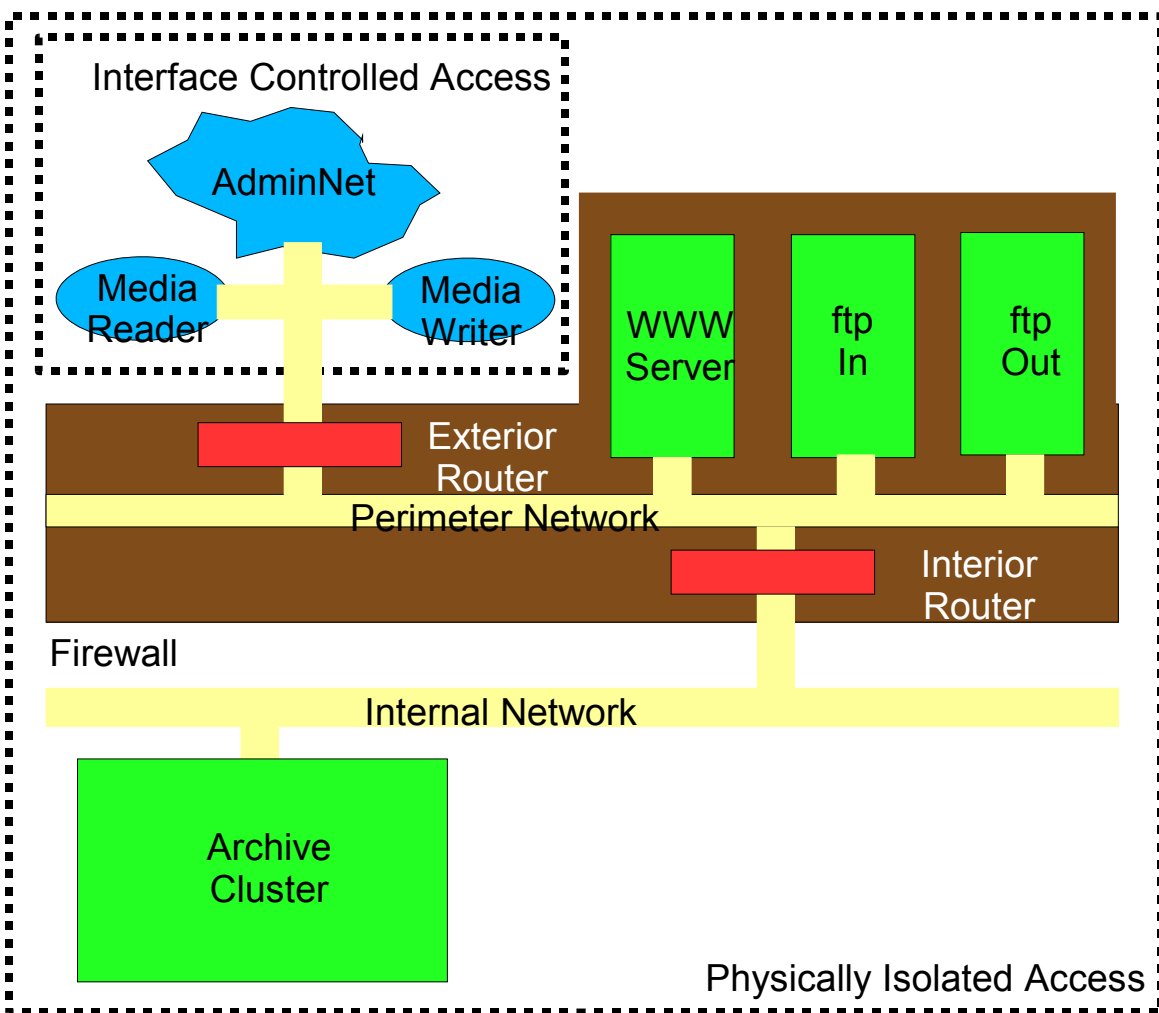 Interface Controlled Access
AdminNet
Media
Reader
Media
Writer
WWW
Server
ftp
In
ftp
Out
Exterior
Router
Perimeter Network
Interior
Router
Firewall
Internal Network
Archive
Cluster
Physically Isolated Access